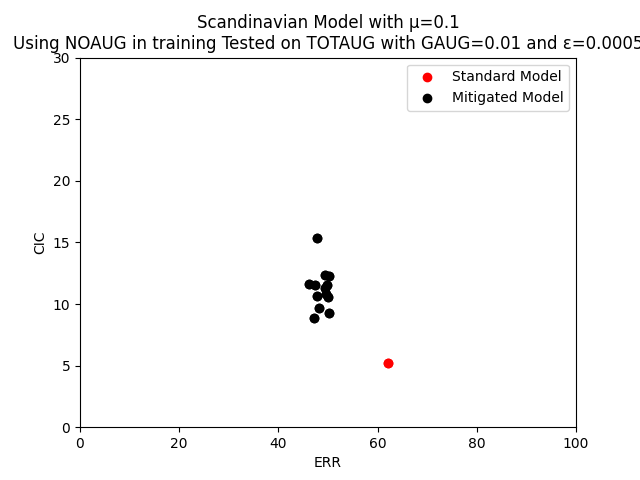 Scandinavian Model with μ=0.1
Using NOAUG in training Tested on TOTAUG with GAUG=0.01 and ε=0.0005
30
25
20
15
10
5
0
CIC
Standard Model
Mitigated Model
0 20 40 60 80 100
ERR